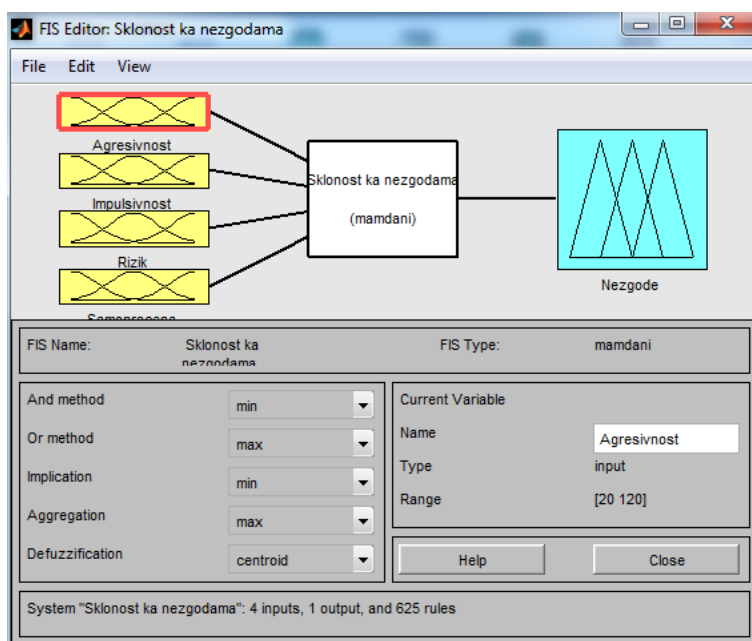 FIS Editor: Sklonost ka nezgodama
File Edit View
Agresivnost
Impulsivnost
Rizik
Samoprocena
Sklonost ka nezgodama
(mamdani)
Nezgode
FIS Name: Sklonost ka nezgodama FIS Type: mamdani
And method min
Or method max
Implication min
Aggregation max
Defuzzification centroid
Current Variable
Name Agresivnost
Type input
Range [20 120]
Help Close
System "Sklonost ka nezgodama": 4 inputs, 1 output, and 625 rules